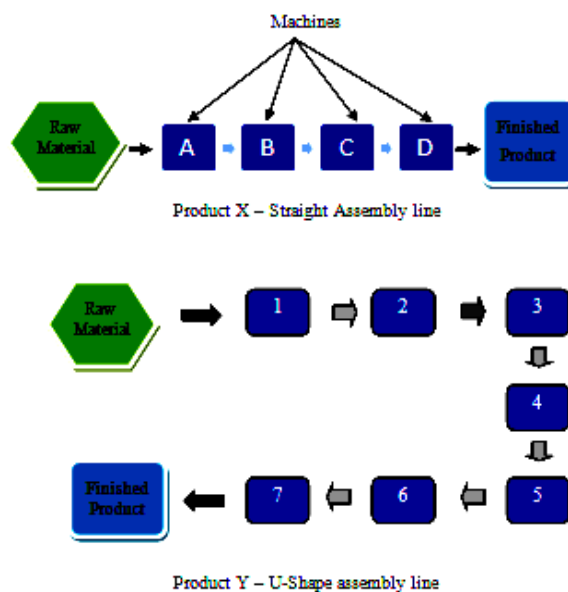 Machines
Raw
Material
A
B
C
D
Finished
Product
Product X – Straight Assembly line
Raw
Material
1
2
3
4
Finished
Product
7
6
5
Product Y – U-Shape assembly line